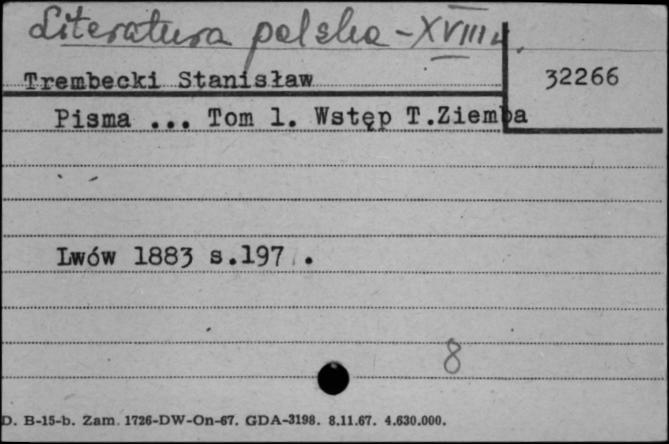 Literatura polska - XVIII w.
Trembecki Stanisław
32266
Pisma ... Tom 1. Wstęp T.Ziemba
Lwów 1883 s.197 .
8
D. B-15-b. Zam. 1726-DW-On-67. GDA-3198. 8.11.67. 4.630.000.